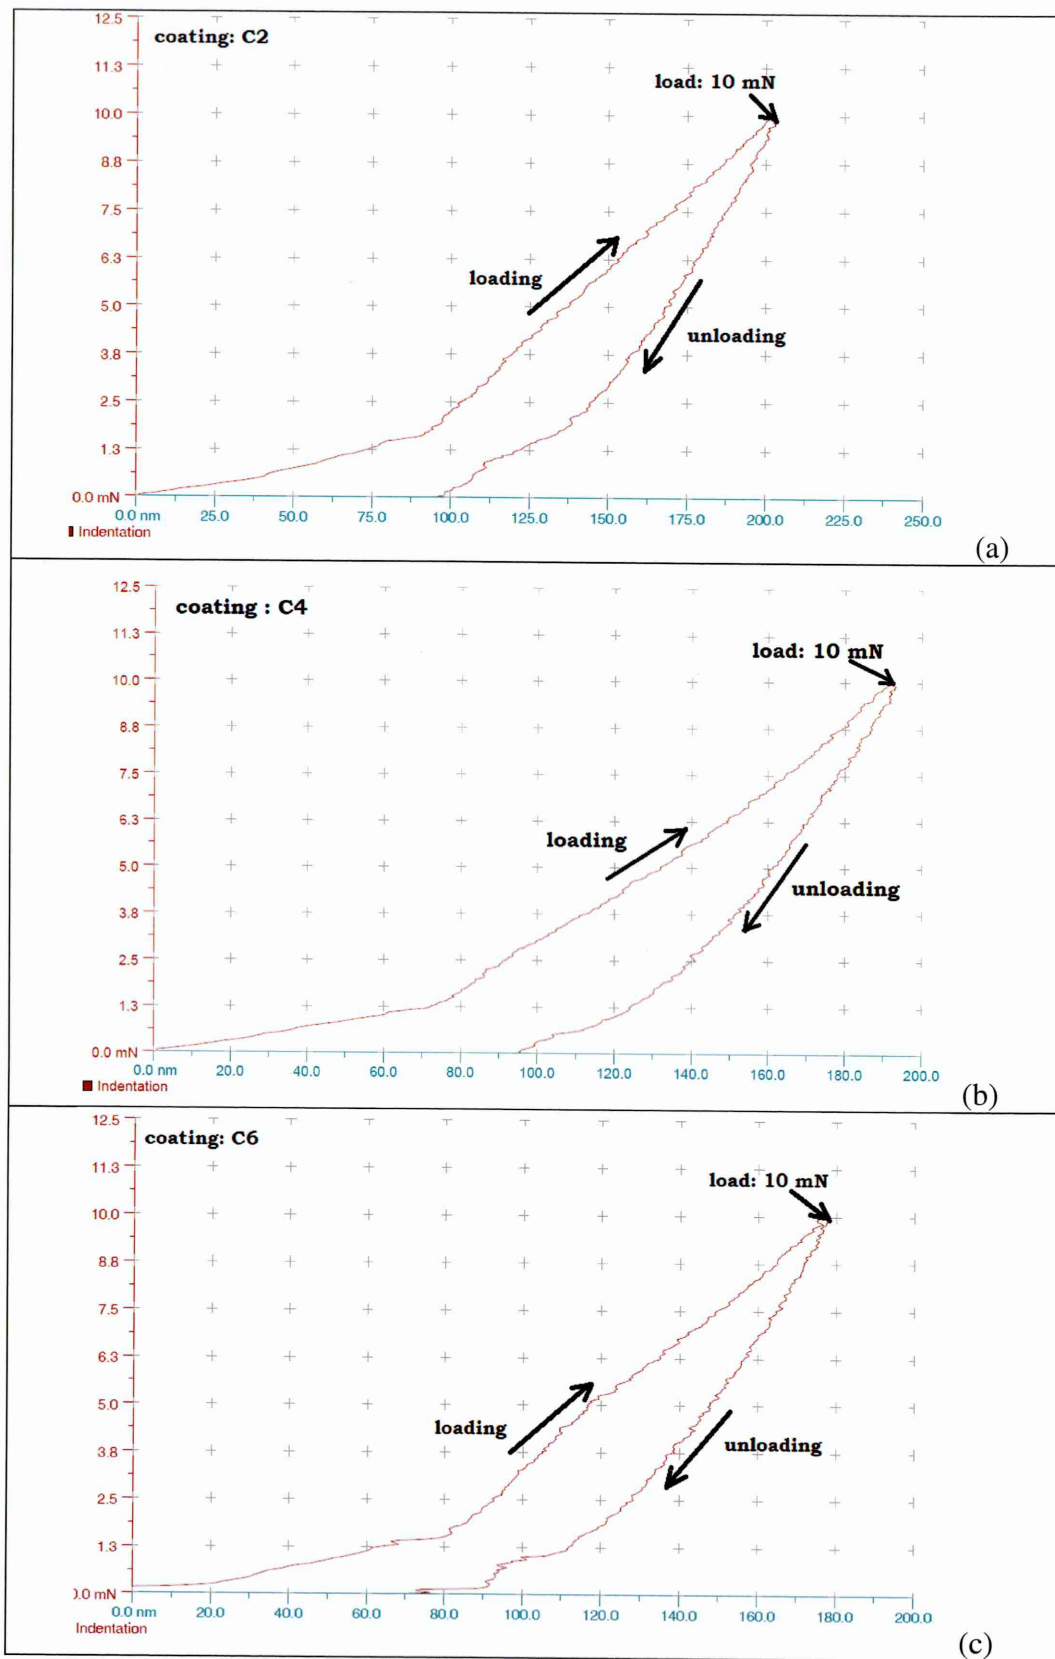 12.5
coating: C2
11.3
load: 10 mN
10.0
8.8
7.5
6.3
loading
5.0
unloading
3.8
2.5
1.3
0.0 mN
0.0 nm 25.0 50.0 75.0 100.0 125.0 150.0 175.0 200.0 225.0 250.0
Indentation
(a)
12.5
coating : C4
11.3
load: 10 mN
10.0
8.8
7.5
6.3
loading
5.0
unloading
3.8
2.5
1.3
0.0 mN
0.0 nm 20.0 40.0 60.0 80.0 100.0 120.0 140.0 160.0 180.0 200.0
Indentation
(b)
12.5
coating: C6
11.3
load: 10 mN
10.0
8.8
7.5
6.3
5.0
loading
unloading
3.8
2.5
1.3
).0 mN
0.0 nm 20.0 40.0 60.0 80.0 100.0 120.0 140.0 160.0 180.0 200.0
Indentation
(c)